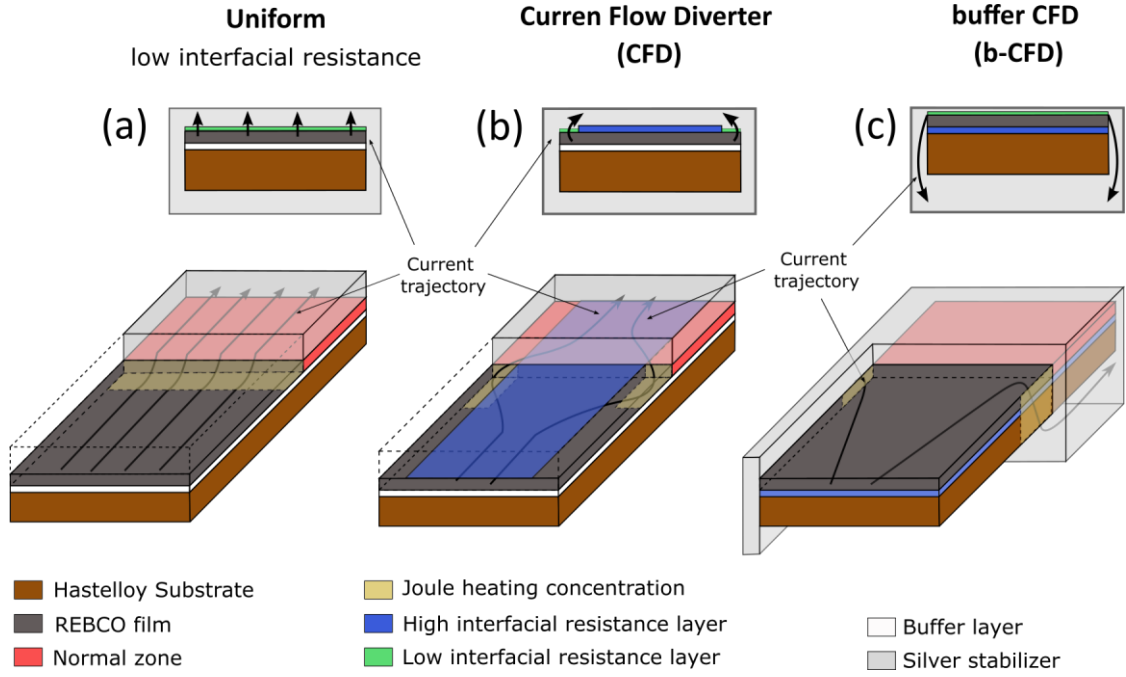 Uniform
low interfacial resistance
Curren Flow Diverter
(CFD)
buffer CFD
(b-CFD)
(a)
(b)
(c)
Current
trajectory
Current
trajectory
Hastelloy Substrate
REBCO film
Normal zone
Joule heating concentration
High interfacial resistance layer
Low interfacial resistance layer
Buffer layer
Silver stabilizer